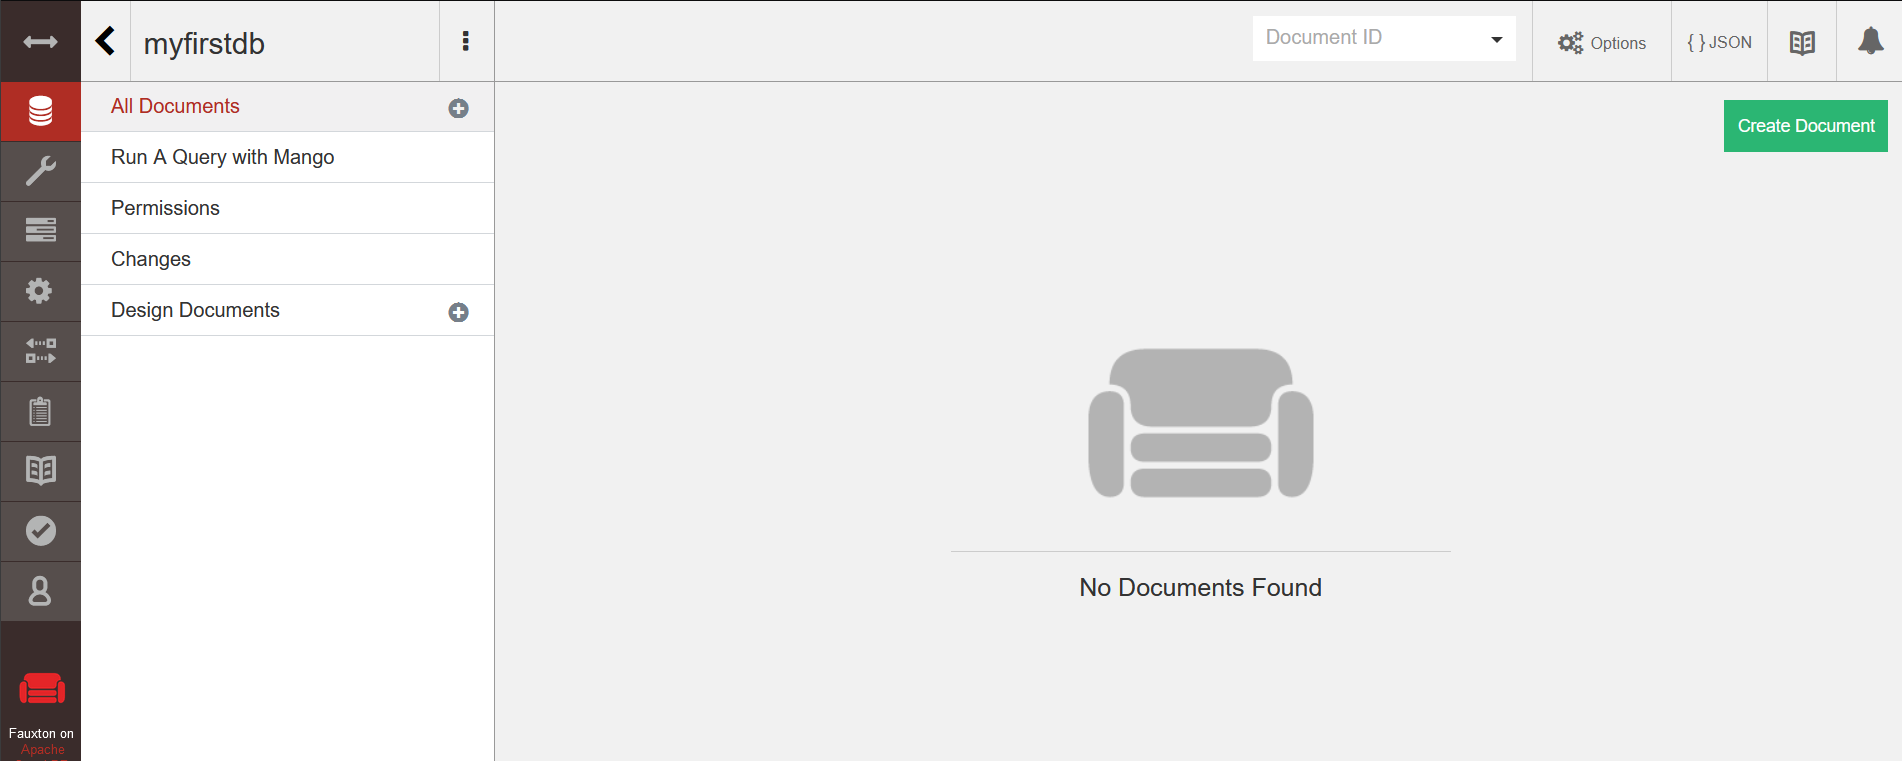 myfirstdb
Document ID
Options
{ } JSON
All Documents
Run A Query with Mango
Permissions
Changes
Design Documents
Create Document
No Documents Found
Fauxton on
Apache